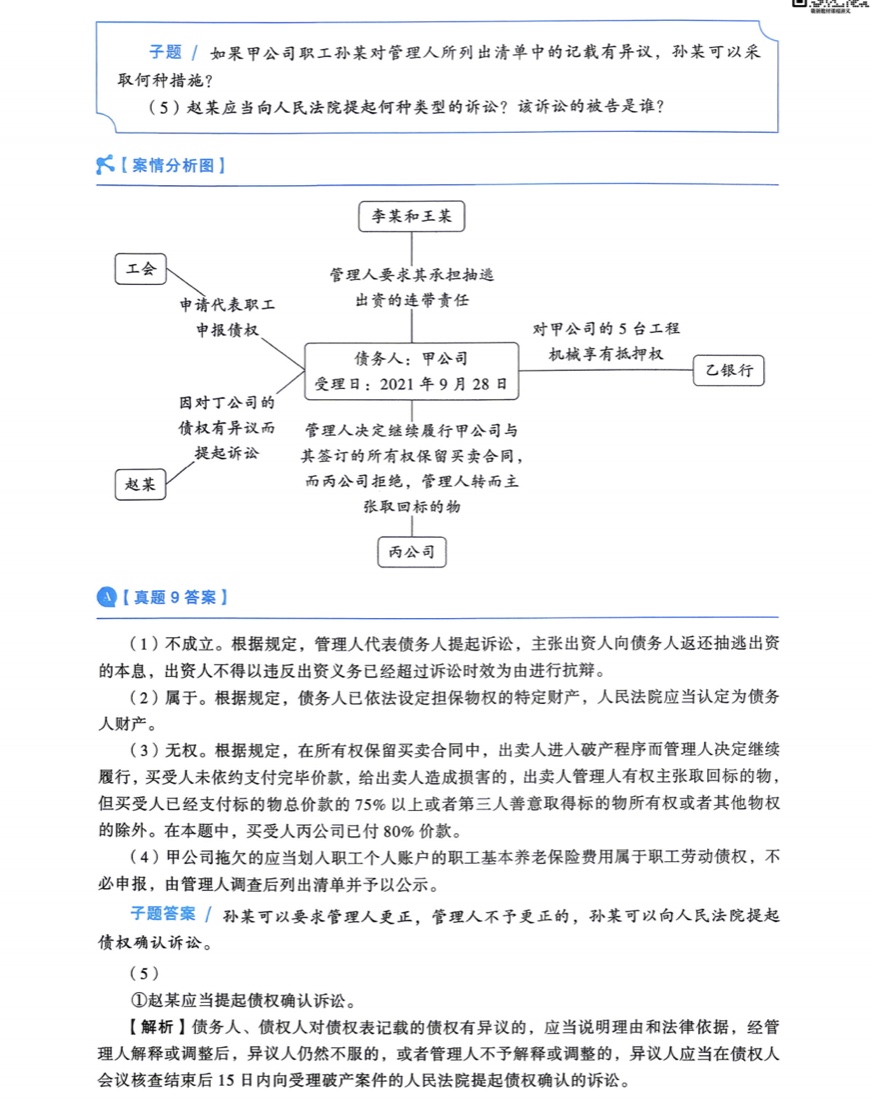 子题 / 如果甲公司职工孙某对管理人所列出清单中的记载有异议，孙某可以采
取何种措施？
（5）赵某应当向人民法院提起何种类型的诉讼？该诉讼的被告是谁？
【案情分析图】
李某和王某
工会
管理人要求其承担抽逃
出资的连带责任
申请代表职工
申报债权
对甲公司的 5 台工程
机械享有抵押权
债务人：甲公司
受理日：2021 年 9 月 28 日
乙银行
因对丁公司的
债权有异议而
提起诉讼
管理人决定继续履行甲公司与
其签订的所有权保留买卖合同，
而丙公司拒绝，管理人转而主
张取回标的物
赵某
丙公司
A【真题 9 答案】
（1）不成立。根据规定，管理人代表债务人提起诉讼，主张出资人向债务人返还抽逃出资
的本息，出资人不得以违反出资义务已经超过诉讼时效为由进行抗辩。
（2）属于。根据规定，债务人已依法设定担保物权的特定财产，人民法院应当认定为债务
人财产。
（3）无权。根据规定，在所有权保留买卖合同中，出卖人进入破产程序而管理人决定继续
履行，买受人未依约支付完毕价款，给出卖人造成损害的，出卖人管理人有权主张取回标的物，
但买受人已经支付标的物总价款的 75% 以上或者第三人善意取得标的物所有权或者其他物权
的除外。在本题中，买受人丙公司已付 80% 价款。
（4）甲公司拖欠的应当划入职工个人账户的职工基本养老保险费用属于职工劳动债权，不
必申报，由管理人调查后列出清单并予以公示。
子题答案 / 孙某可以要求管理人更正，管理人不予更正的，孙某可以向人民法院提起
债权确认诉讼。
（5）
①赵某应当提起债权确认诉讼。
【解析】债务人、债权人对债权表记载的债权有异议的，应当说明理由和法律依据，经管
理人解释或调整后，异议人仍然不服的，或者管理人不予解释或调整的，异议人应当在债权人
会议核查结束后 15 日内向受理破产案件的人民法院提起债权确认的诉讼。